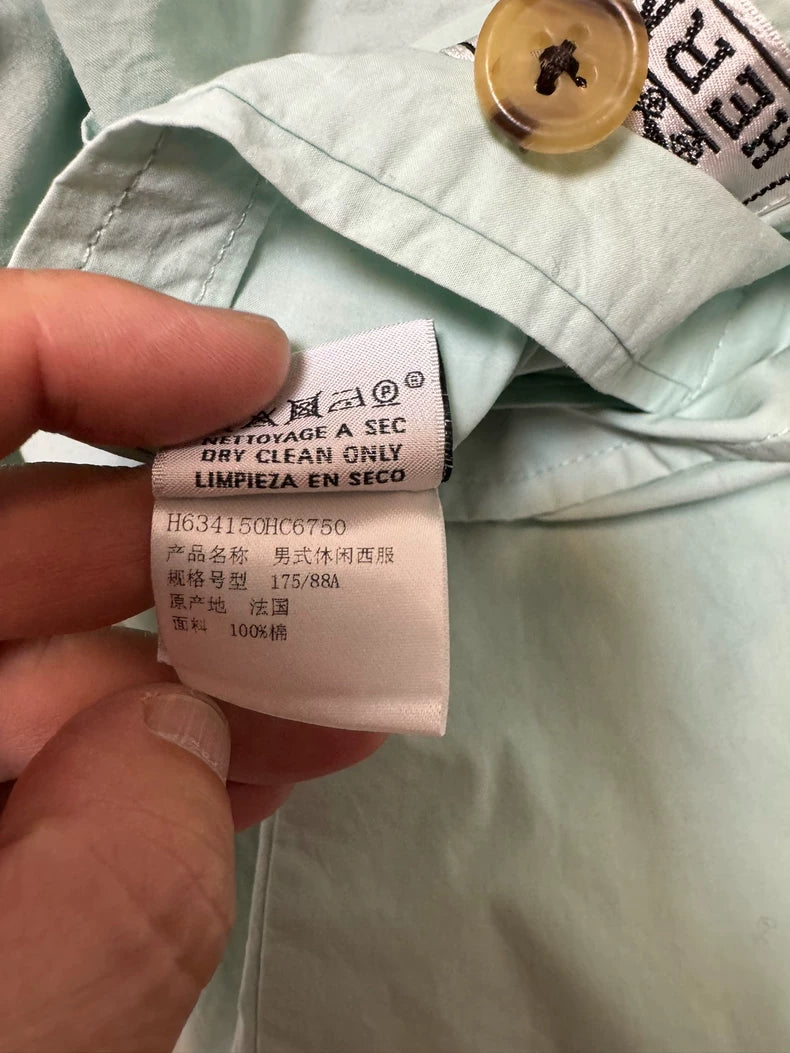 NETTOYAGE A SEC
DRY CLEAN ONLY
LIMPIEZA EN SECO
H634150HC6750
产品名称 男式休闲西服
规格号型 175/88A
原产地 法国
面料 100%棉